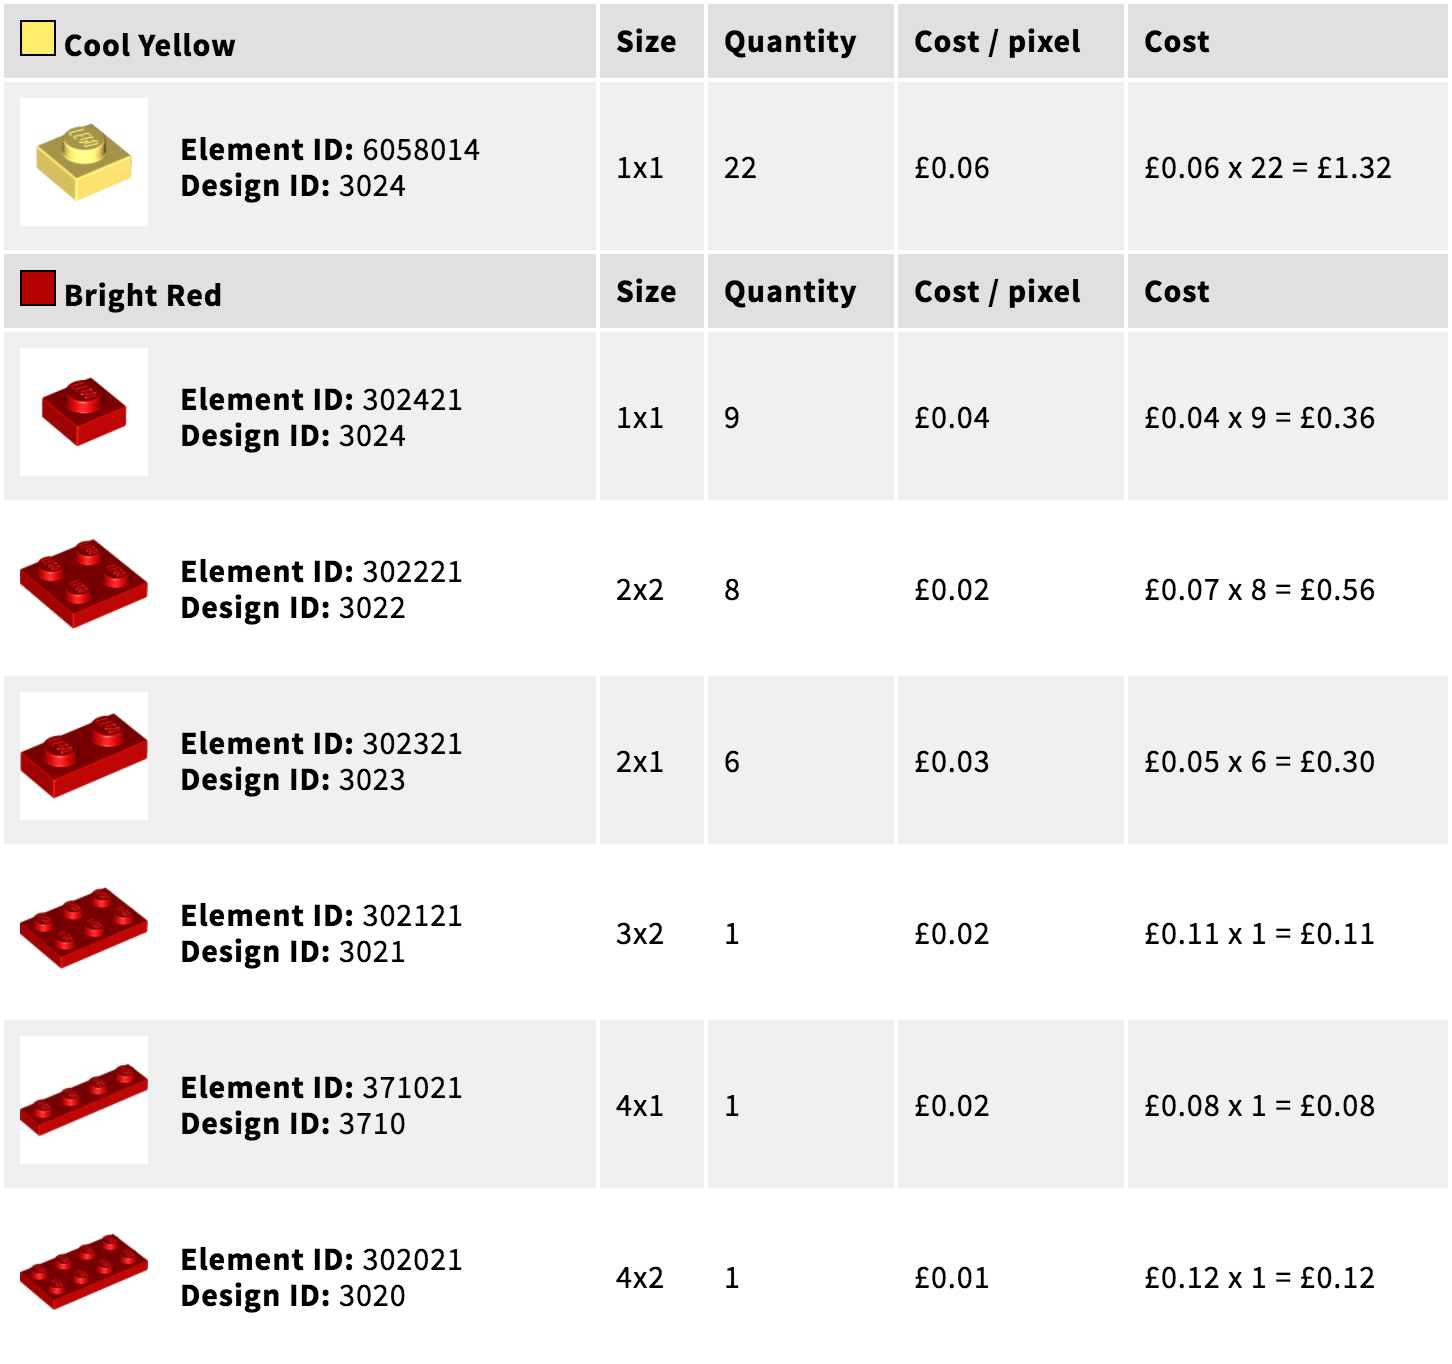 Cool Yellow Size Quantity Cost / pixel Cost
Element ID: 6058014
Design ID: 3024
1x1 22 £0.06 £0.06 x 22 = £1.32
Bright Red Size Quantity Cost / pixel Cost
Element ID: 302421
Design ID: 3024
1x1 9 £0.04 £0.04 x 9 = £0.36
Element ID: 302221
Design ID: 3022
2x2 8 £0.02 £0.07 x 8 = £0.56
Element ID: 302321
Design ID: 3023
2x1 6 £0.03 £0.05 x 6 = £0.30
Element ID: 302121
Design ID: 3021
3x2 1 £0.02 £0.11 x 1 = £0.11
Element ID: 371021
Design ID: 3710
4x1 1 £0.02 £0.08 x 1 = £0.08
Element ID: 302021
Design ID: 3020
4x2 1 £0.01 £0.12 x 1 = £0.12